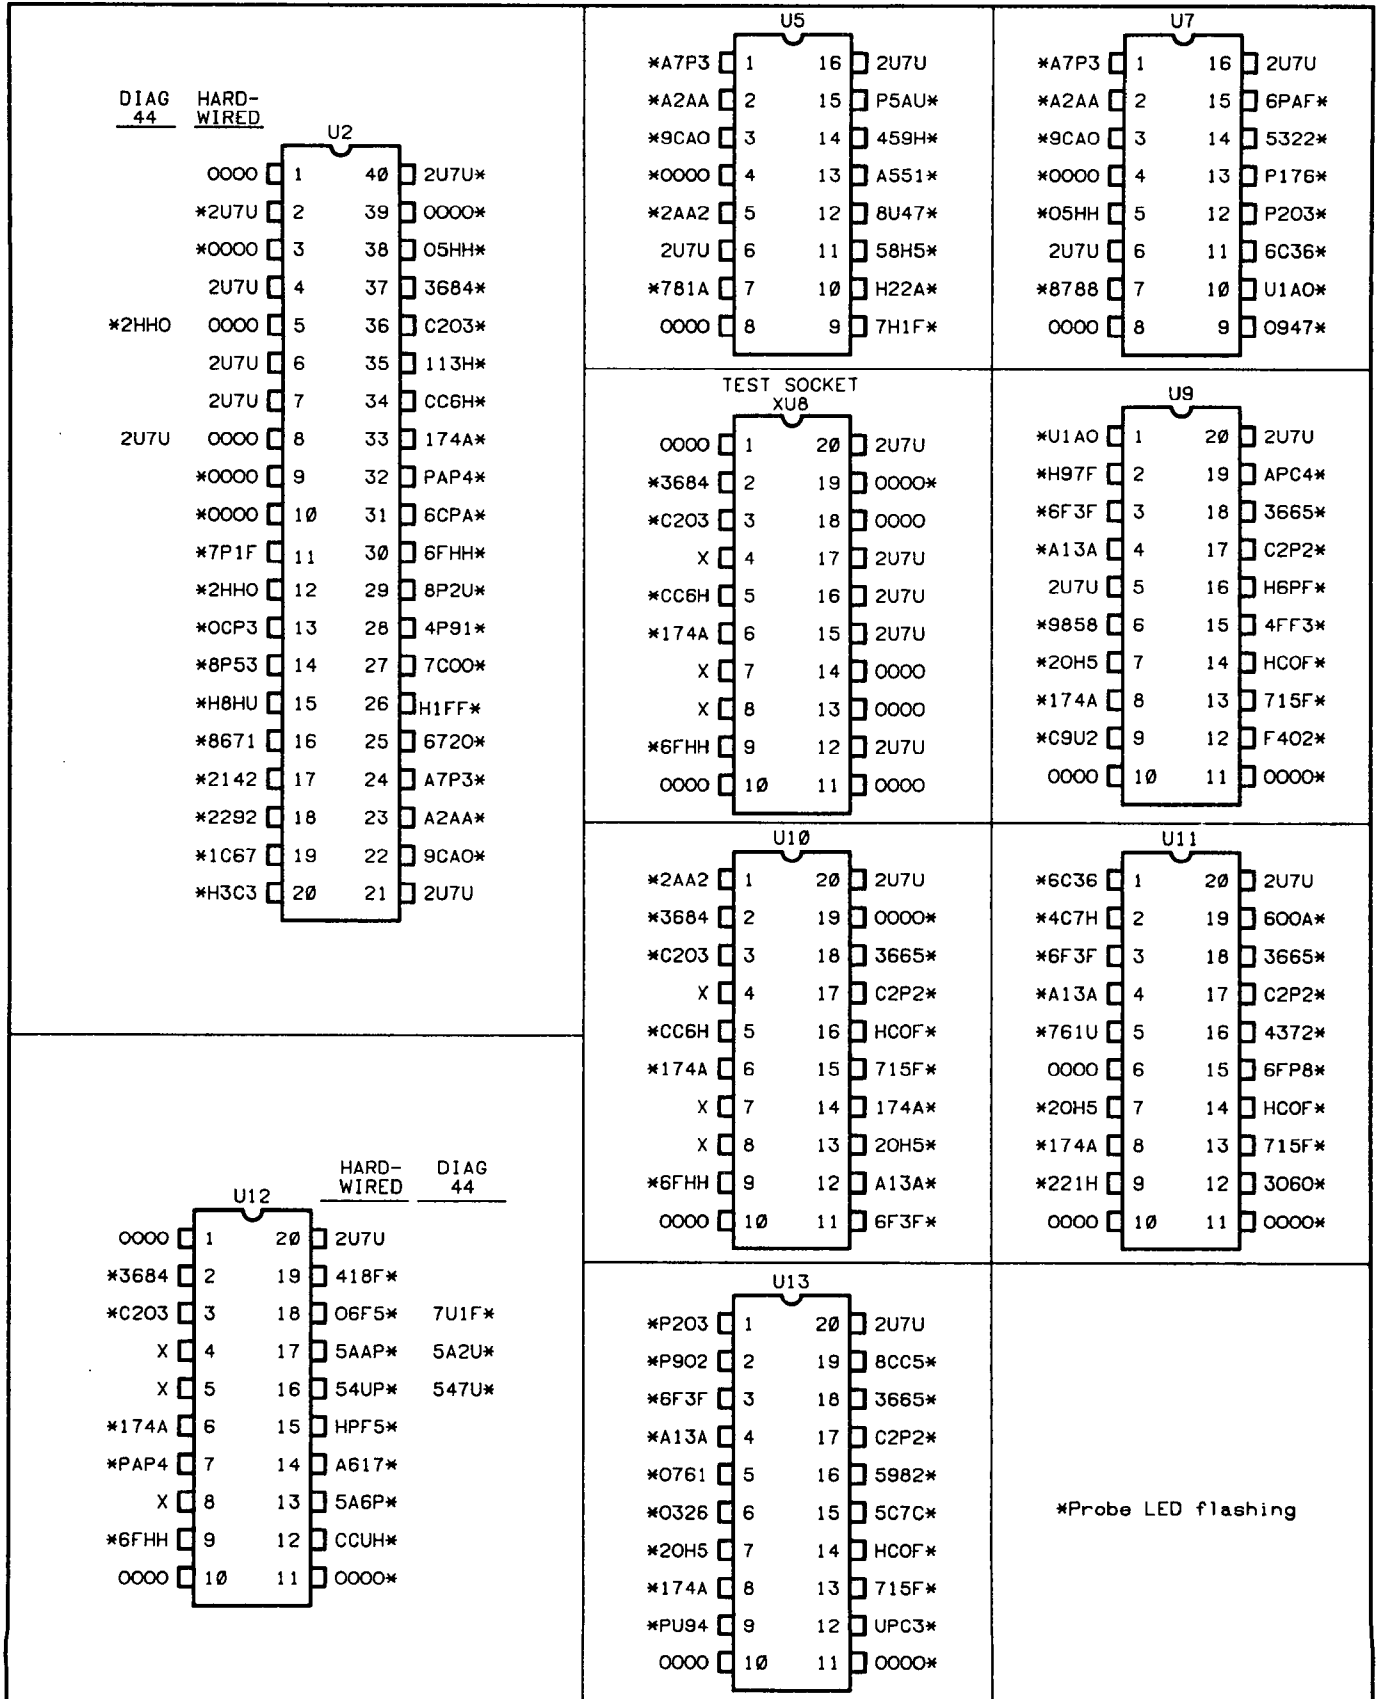 DIAG HARD-
44 WIRED
U2
0000 1 40 2U7U*
*2U7U 2 39 0000*
*0000 3 38 05HH*
2U7U 4 37 3684*
*2HH0 0000 5 36 C203*
2U7U 6 35 113H*
2U7U 7 34 CC6H*
2U7U 0000 8 33 174A*
*0000 9 32 PAP4*
*0000 10 31 6CPA*
*7P1F 11 30 6FHH*
*2HH0 12 29 8P2U*
*0CP3 13 28 4P91*
*8P53 14 27 7C00*
*H8HU 15 26 H1FF*
*8671 16 25 6720*
*2142 17 24 A7P3*
*2292 18 23 A2AA*
*1C67 19 22 9CA0*
*H3C3 20 21 2U7U
U5
*A7P3 1 16 2U7U
*A2AA 2 15 P5AU*
*9CA0 3 14 459H*
*0000 4 13 A551*
*2AA2 5 12 8U47*
2U7U 6 11 58H5*
*781A 7 10 H22A*
0000 8 9 7H1F*
U7
*A7P3 1 16 2U7U
*A2AA 2 15 6PAF*
*9CA0 3 14 5322*
*0000 4 13 P176*
*05HH 5 12 P203*
2U7U 6 11 6C36*
*8788 7 10 U1A0*
0000 8 9 0947*
TEST SOCKET
XU8
0000 1 20 2U7U
*3684 2 19 0000*
*C203 3 18 0000
X 4 17 2U7U
*CC6H 5 16 2U7U
*174A 6 15 2U7U
X 7 14 0000
X 8 13 0000
*6FHH 9 12 2U7U
0000 10 11 0000
U9
*U1A0 1 20 2U7U
*H97F 2 19 APC4*
*6F3F 3 18 3665*
*A13A 4 17 C2P2*
2U7U 5 16 H6PF*
*9858 6 15 4FF3*
*20H5 7 14 HC0F*
*174A 8 13 715F*
*C9U2 9 12 F402*
0000 10 11 0000*
U10
*2AA2 1 20 2U7U
*3684 2 19 0000*
*C203 3 18 3665*
X 4 17 C2P2*
*CC6H 5 16 HC0F*
*174A 6 15 715F*
X 7 14 174A*
X 8 13 20H5*
*6FHH 9 12 A13A*
0000 10 11 6F3F*
U11
*6C36 1 20 2U7U
*4C7H 2 19 600A*
*6F3F 3 18 3665*
*A13A 4 17 C2P2*
*761U 5 16 4372*
0000 6 15 6FP8*
*20H5 7 14 HC0F*
*174A 8 13 715F*
*221H 9 12 3060*
0000 10 11 0000*
HARD- DIAG
WIRED 44
U12
0000 1 20 2U7U
*3684 2 19 418F*
*C203 3 18 06F5* 7U1F*
X 4 17 5AAP* 5A2U*
X 5 16 54UP* 547U*
*174A 6 15 HPF5*
*PAP4 7 14 A617*
X 8 13 5A6P*
*6FHH 9 12 CCUH*
0000 10 11 0000*
U13
*P203 1 20 2U7U
*P902 2 19 8CC5*
*6F3F 3 18 3665*
*A13A 4 17 C2P2*
*0761 5 16 5982*
*0326 6 15 5C7C*
*20H5 7 14 HC0F*
*174A 8 13 715F*
*PU94 9 12 UPC3*
0000 10 11 0000*
*Probe LED flashing